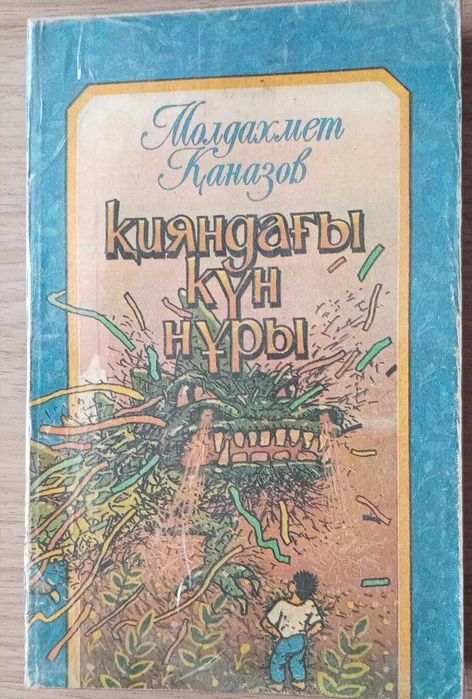 Молдахмет
Қаназов
Қияндағы
күн
нұры